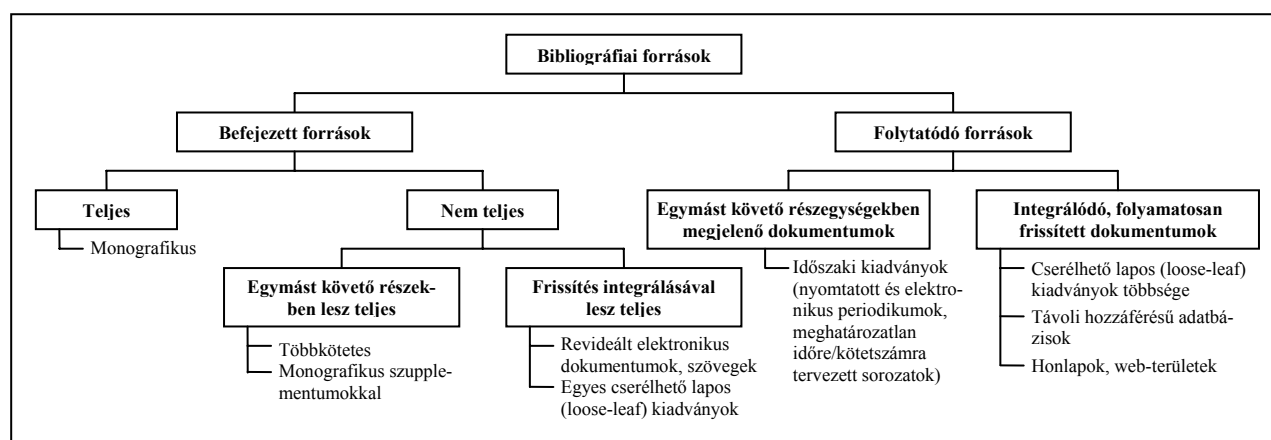 Bibliográfiai források
Befejezett források
Folytatódó források
Teljes
Monografikus
Nem teljes
Egymást követő részek-
ben lesz teljes
Többkötetes
Monografikus szupple-
mentumokkal
Frissítés integrálásával
lesz teljes
Revideált elektronikus
dokumentumok, szövegek
Egyes cserélhető lapos
(loose-leaf) kiadványok
Egymást követő részegységekben
megjelenő dokumentumok
Időszaki kiadványok
(nyomtatott és elektro-
nikus periodikumok,
meghatározatlan
időre/kötetszámra
tervezett sorozatok)
Integrálódó, folyamatosan
frissített dokumentumok
Cserélhető lapos (loose-leaf)
kiadványok többsége
Távoli hozzáférésű adatbá-
zisok
Honlapok, web-területek